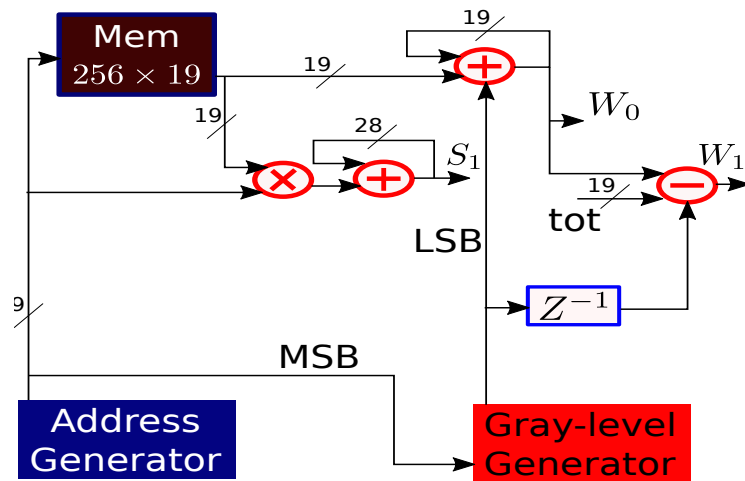 Mem
256 × 19
19
19
19
28
S₁
W₀
W₁
19
tot
LSB
Z⁻¹
9
MSB
Address
Generator
Gray-level
Generator